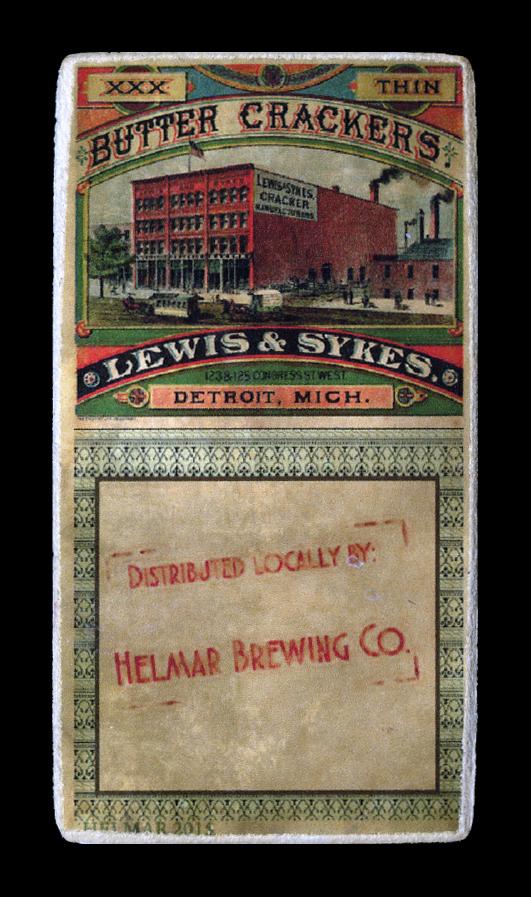 XXX THIN
BUTTER CRACKERS.
LEWIS & SYKES.
CRACKER
MANUFACTURERS
LEWIS & SYKES.
123 & 125 CONGRESS ST WEST.
DETROIT, MICH.
DISTRIBUTED LOCALLY BY:
HELMAR BREWING CO.